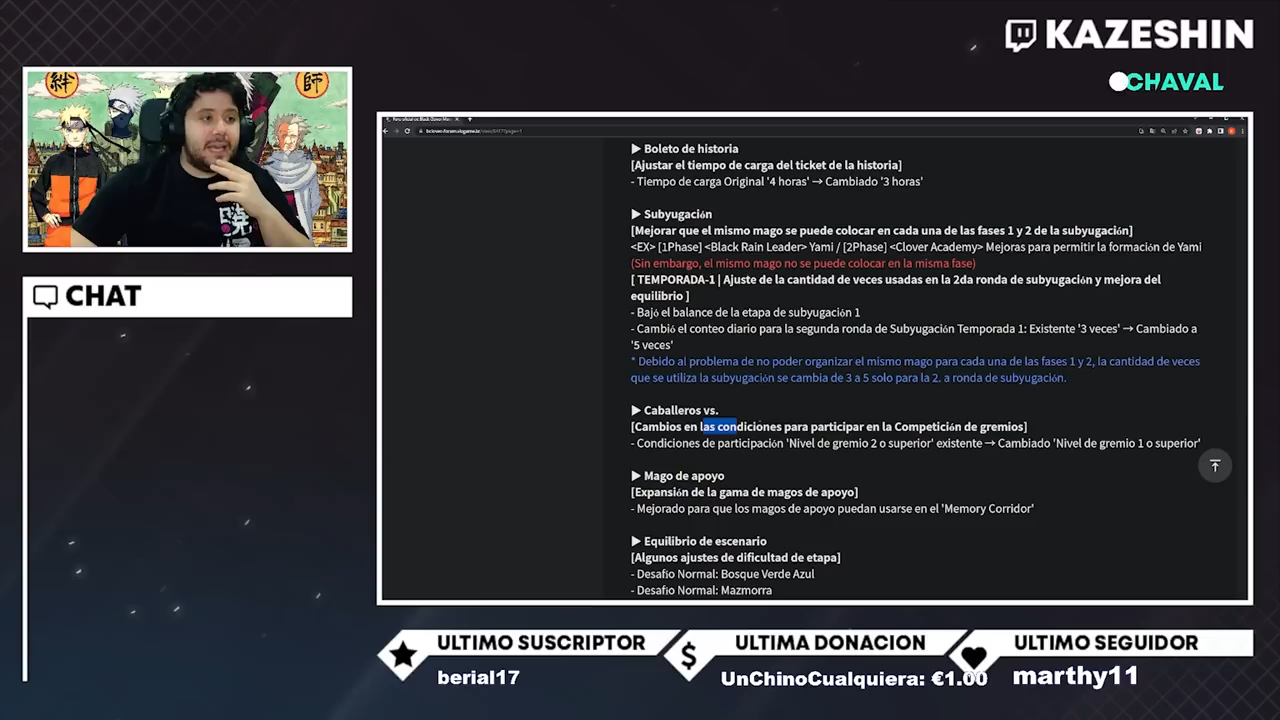 KAZESHIN
CHAVAL
絆
師
CHAT
▶ Boleto de historia
[Ajustar el tiempo de carga del ticket de la historia]
- Tiempo de carga Original '4 horas' → Cambiado '3 horas'
▶ Subyugación
[Mejorar que el mismo mago se puede colocar en cada una de las fases 1 y 2 de la subyugación]
<EX> [1Phase] <Black Rain Leader> Yami / [2Phase] <Clover Academy> Mejoras para permitir la formación de Yami
(Sin embargo, el mismo mago no se puede colocar en la misma fase)
[ TEMPORADA-1 | Ajuste de la cantidad de veces usadas en la 2da ronda de subyugación y mejora del
equilibrio ]
- Bajó el balance de la etapa de subyugación 1
- Cambió el conteo diario para la segunda ronda de Subyugación Temporada 1: Existente '3 veces' → Cambiado a
'5 veces'
* Debido al problema de no poder organizar el mismo mago para cada una de las fases 1 y 2, la cantidad de veces
que se utiliza la subyugación se cambia de 3 a 5 solo para la 2. a ronda de subyugación.
▶ Caballeros vs.
[Cambios en las condiciones para participar en la Competición de gremios]
- Condiciones de participación 'Nivel de gremio 2 o superior' existente → Cambiado 'Nivel de gremio 1 o superior'
▶ Mago de apoyo
[Expansión de la gama de magos de apoyo]
- Mejorado para que los magos de apoyo puedan usarse en el 'Memory Corridor'
▶ Equilibrio de escenario
[Algunos ajustes de dificultad de etapa]
- Desafío Normal: Bosque Verde Azul
- Desafío Normal: Mazmorra
ULTIMO SUSCRIPTOR
berial17
ULTIMA DONACION
UnChinoCualquiera: €1.00
ULTIMO SEGUIDOR
marthy11